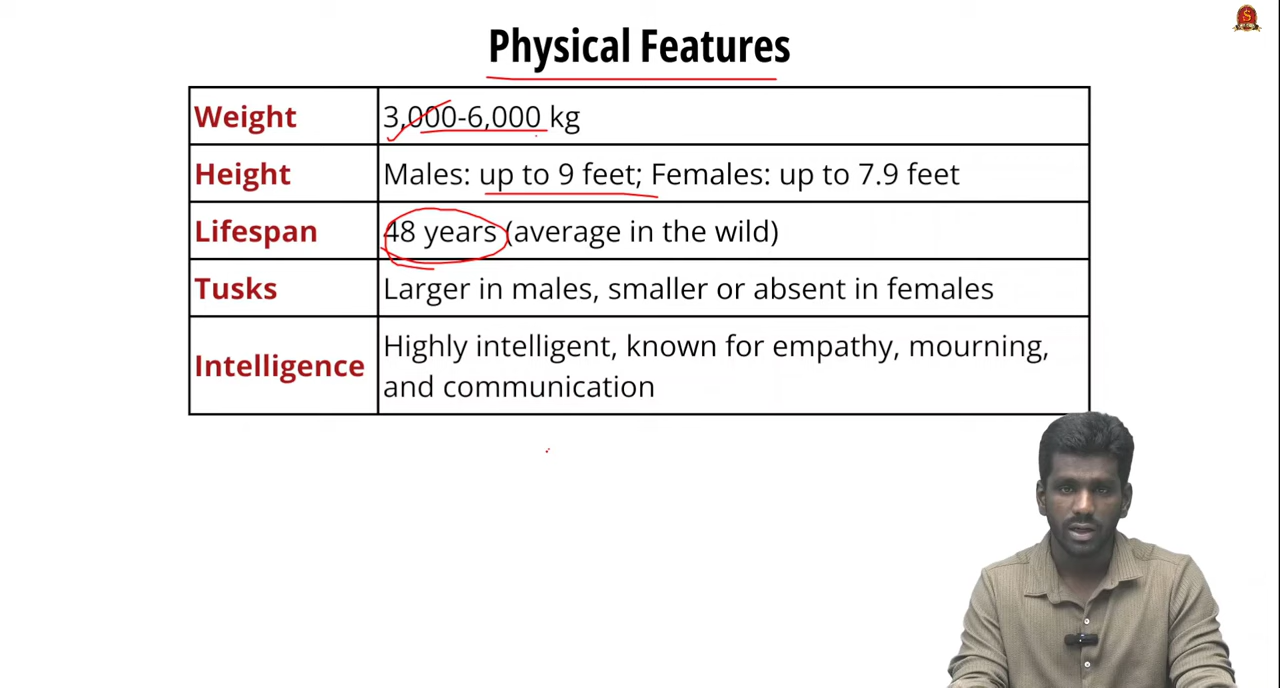 Physical Features
Weight
3,000-6,000 kg
Height
Males: up to 9 feet; Females: up to 7.9 feet
Lifespan
48 years (average in the wild)
Tusks
Larger in males, smaller or absent in females
Intelligence
Highly intelligent, known for empathy, mourning,
and communication